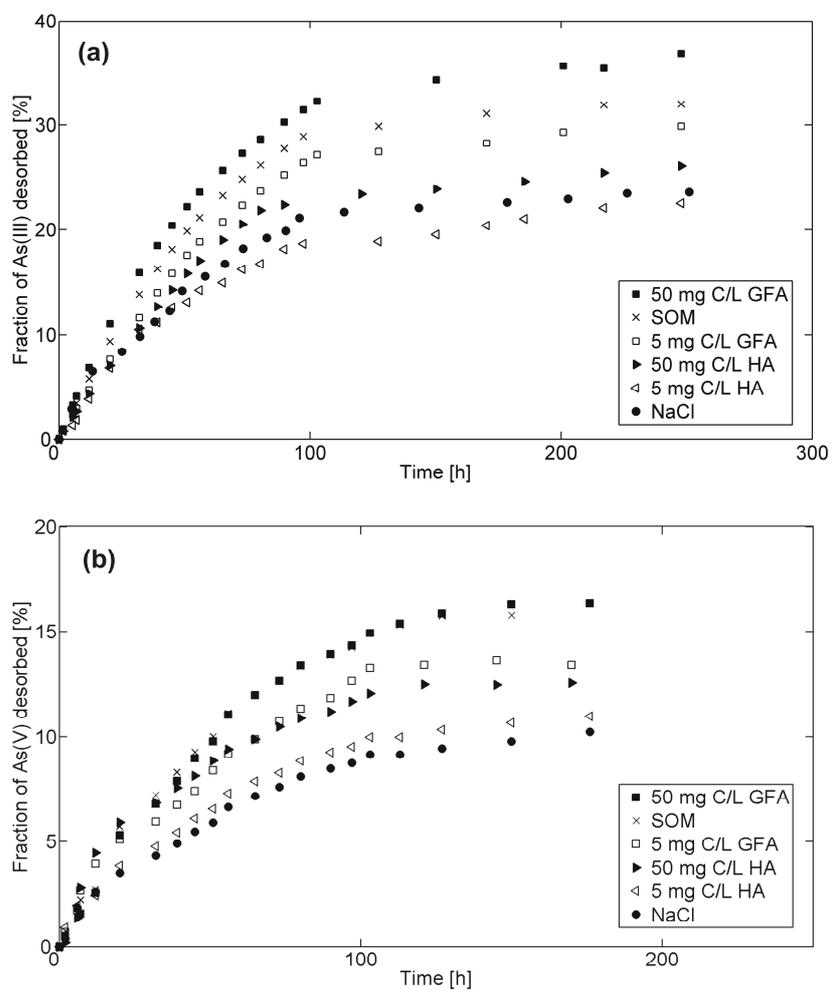 (a)
Fraction of As(III) desorbed [%]
40
30
20
10
0
0 100 200 300
Time [h]
50 mg C/L GFA
SOM
5 mg C/L GFA
50 mg C/L HA
5 mg C/L HA
NaCl
(b)
Fraction of As(V) desorbed [%]
20
15
10
5
0
0 100 200
Time [h]
50 mg C/L GFA
SOM
5 mg C/L GFA
50 mg C/L HA
5 mg C/L HA
NaCl